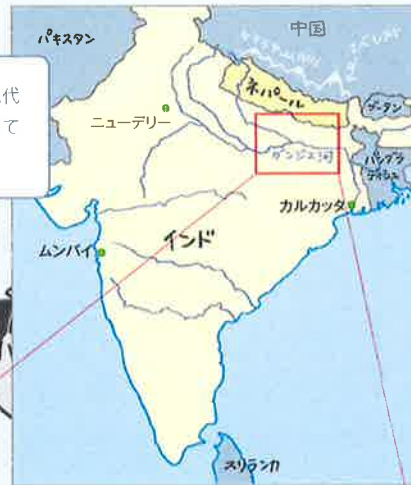 中国
パキスタン
代
て
ネパール
ブータン
ニューデリー
ガンジス河
バングラ
デイシュ
カルカッタ
ムンバイ
インド
スリランカ